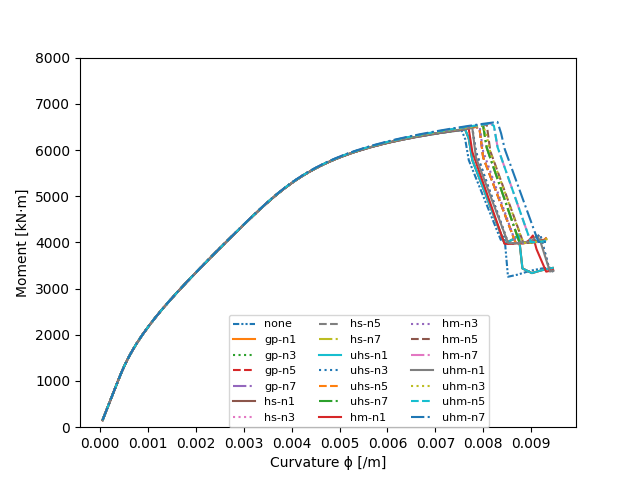 8000
7000
6000
5000
4000
3000
2000
1000
0
Moment [kN·m]
none
gp-n1
gp-n3
gp-n5
gp-n7
hs-n1
hs-n3
hs-n5
hs-n7
uhs-n1
uhs-n3
uhs-n5
uhs-n7
hm-n1
hm-n3
hm-n5
hm-n7
uhm-n1
uhm-n3
uhm-n5
uhm-n7
0.000 0.001 0.002 0.003 0.004 0.005 0.006 0.007 0.008 0.009
Curvature ϕ [/m]